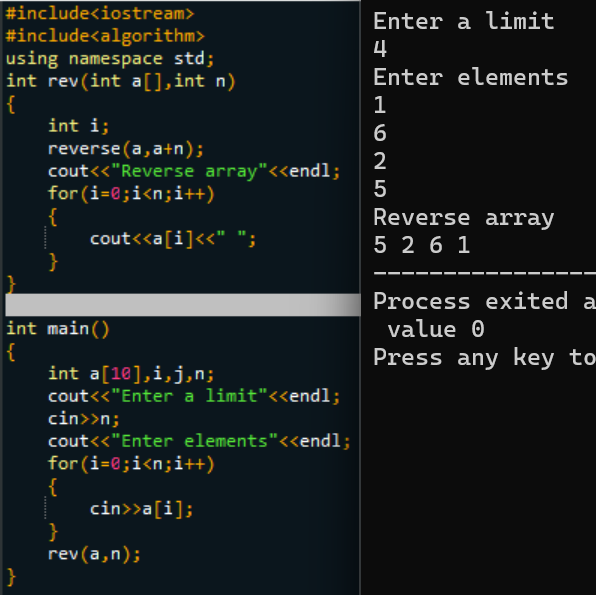 #include<iostream>
#include<algorithm>
using namespace std;
int rev(int a[],int n)
{
    int i;
    reverse(a,a+n);
    cout<<"Reverse array"<<endl;
    for(i=0;i<n;i++)
    {
        cout<<a[i]<<" ";
    }
}
int main()
{
    int a[10],i,j,n;
    cout<<"Enter a limit"<<endl;
    cin>>n;
    cout<<"Enter elements"<<endl;
    for(i=0;i<n;i++)
    {
        cin>>a[i];
    }
    rev(a,n);
}
Enter a limit
4
Enter elements
1
6
2
5
Reverse array
5 2 6 1
----------------
Process exited a
 value 0
Press any key to